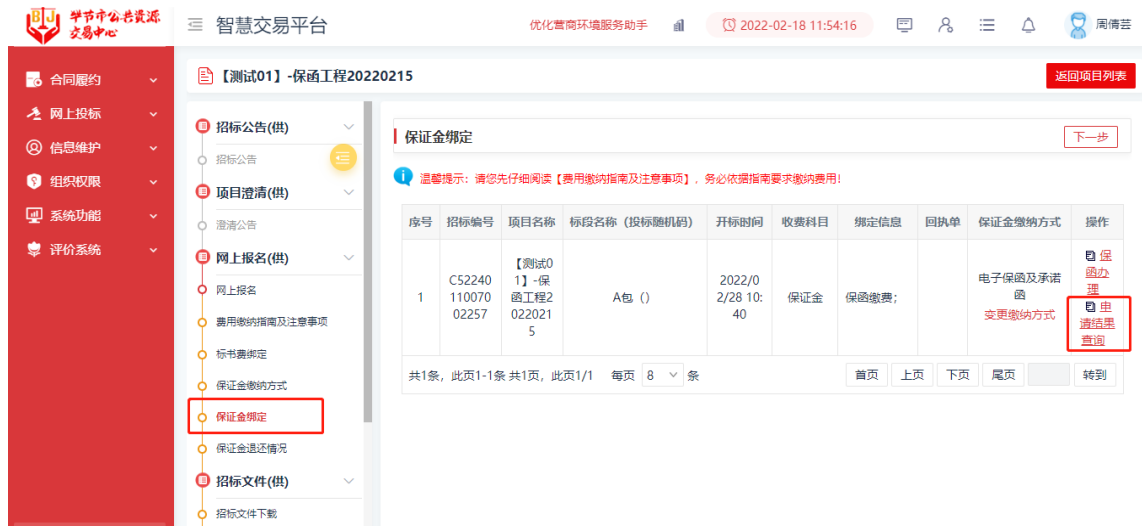 毕节市公共资源
交易中心
BJ
智慧交易平台
优化营商环境服务助手
2022-02-18 11:54:16
周倩芸
合同履约
网上投标
信息维护
组织权限
系统功能
评价系统
【测试01】-保函工程20220215
返回项目列表
招标公告(供)
招标公告
项目澄清(供)
澄清公告
网上报名(供)
网上报名
费用缴纳指南及注意事项
标书费绑定
保证金缴纳方式
保证金绑定
保证金退还情况
招标文件(供)
招标文件下载
保证金绑定
下一步
温馨提示：请您先仔细阅读【费用缴纳指南及注意事项】，务必依据指南要求缴纳费用!
序号 招标编号 项目名称 标段名称（投标随机码） 开标时间 收费科目 绑定信息 回执单 保证金缴纳方式 操作
1
C52240
110070
02257
【测试0
1】-保
函工程2
022021
5
A包（）
2022/0
2/28 10:
40
保证金
保函缴费；
电子保函及承诺
函
变更缴纳方式
保
函办
理
申
请结果
查询
共1条，此页1-1条 共1页，此页1/1 每页 8 条
首页 上页 下页 尾页 转到